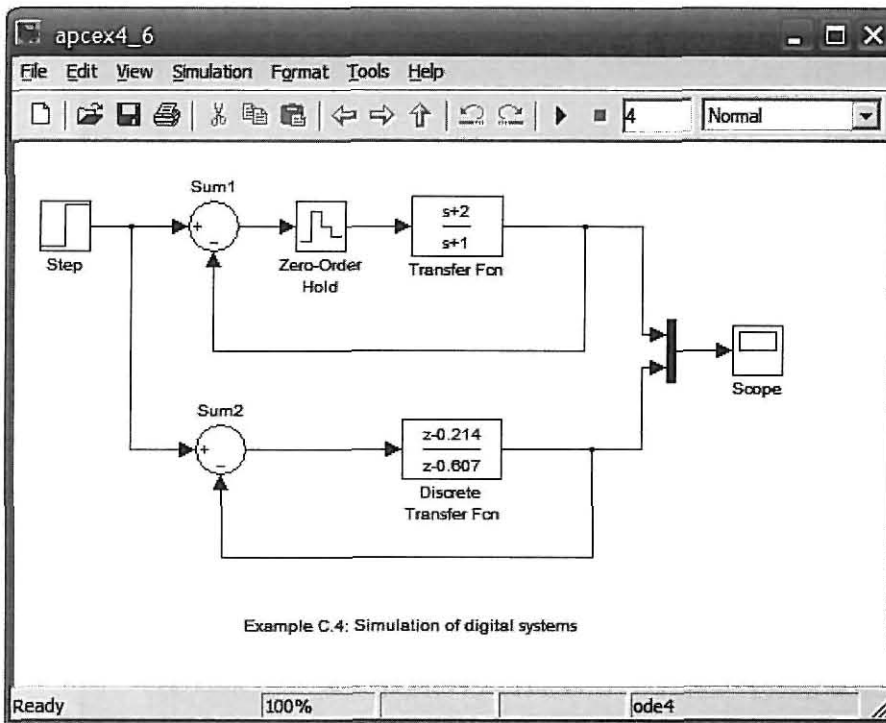 apcex4_6
File Edit View Simulation Format Tools Help
4 Normal
Sum1
+
−
Step
Zero-Order
Hold
s+2
s+1
Transfer Fcn
Scope
Sum2
+
−
z-0.214
z-0.607
Discrete
Transfer Fcn
Example C.4: Simulation of digital systems
Ready 100% ode4